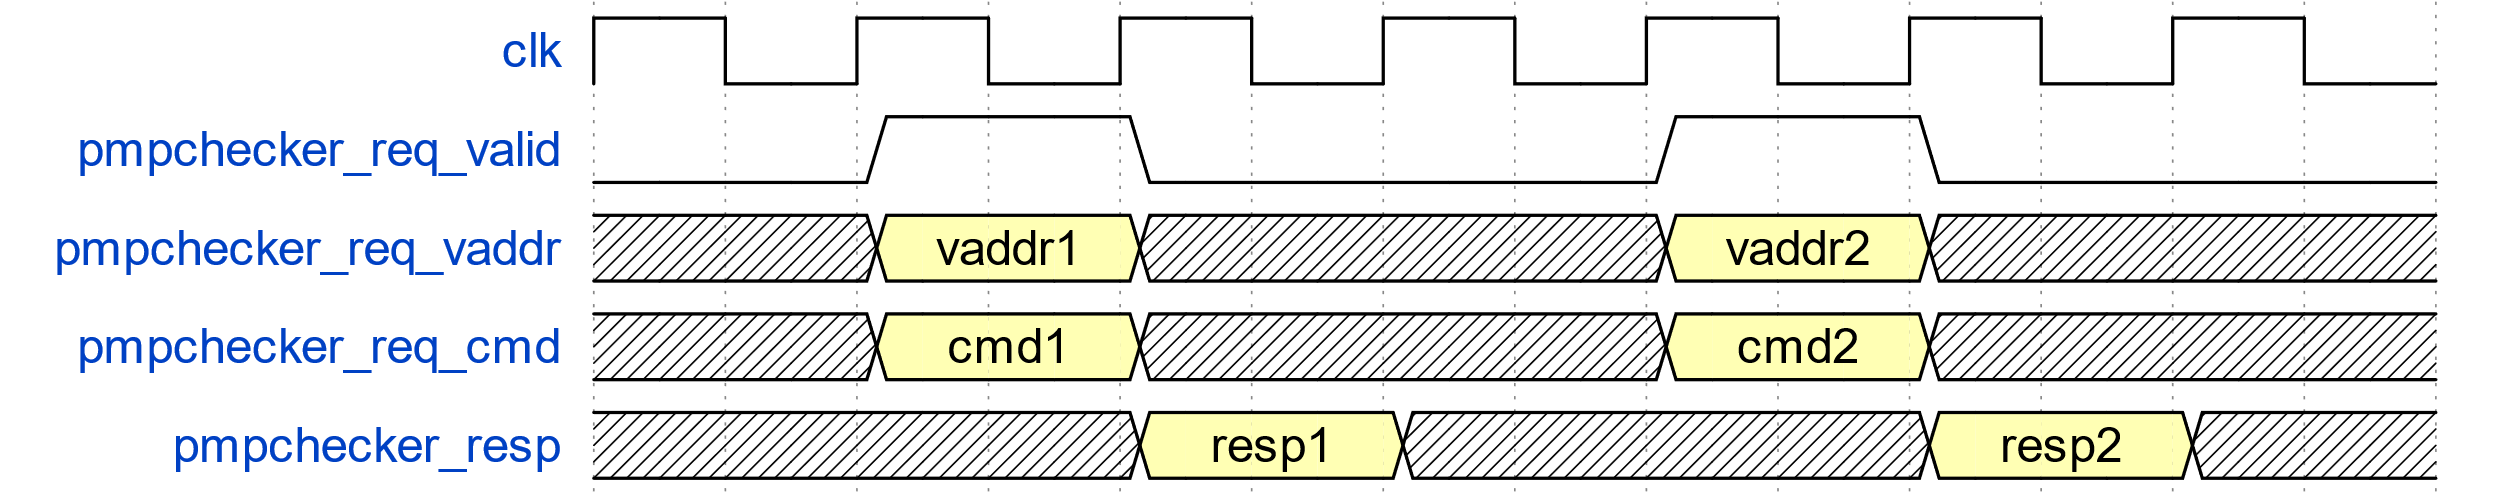 clk
pmpchecker_req_valid
pmpchecker_req_vaddr vaddr1 vaddr2
pmpchecker_req_cmd cmd1 cmd2
pmpchecker_resp resp1 resp2